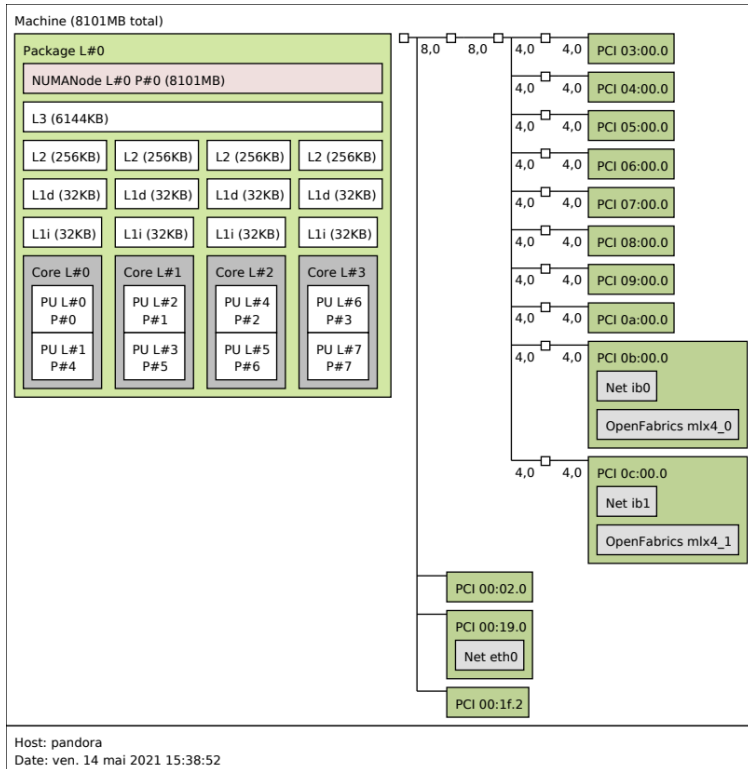 Machine (8101MB total)
Package L#0
NUMANode L#0 P#0 (8101MB)
L3 (6144KB)
L2 (256KB) L2 (256KB) L2 (256KB) L2 (256KB)
L1d (32KB) L1d (32KB) L1d (32KB) L1d (32KB)
L1i (32KB) L1i (32KB) L1i (32KB) L1i (32KB)
Core L#0 Core L#1 Core L#2 Core L#3
PU L#0 PU L#2 PU L#4 PU L#6
P#0 P#1 P#2 P#3
PU L#1 PU L#3 PU L#5 PU L#7
P#4 P#5 P#6 P#7
8,0 8,0 4,0 4,0 PCI 03:00.0
4,0 4,0 PCI 04:00.0
4,0 4,0 PCI 05:00.0
4,0 4,0 PCI 06:00.0
4,0 4,0 PCI 07:00.0
4,0 4,0 PCI 08:00.0
4,0 4,0 PCI 09:00.0
4,0 4,0 PCI 0a:00.0
4,0 4,0 PCI 0b:00.0
Net ib0
OpenFabrics mlx4_0
4,0 4,0 PCI 0c:00.0
Net ib1
OpenFabrics mlx4_1
PCI 00:02.0
PCI 00:19.0
Net eth0
PCI 00:1f.2
Host: pandora
Date: ven. 14 mai 2021 15:38:52